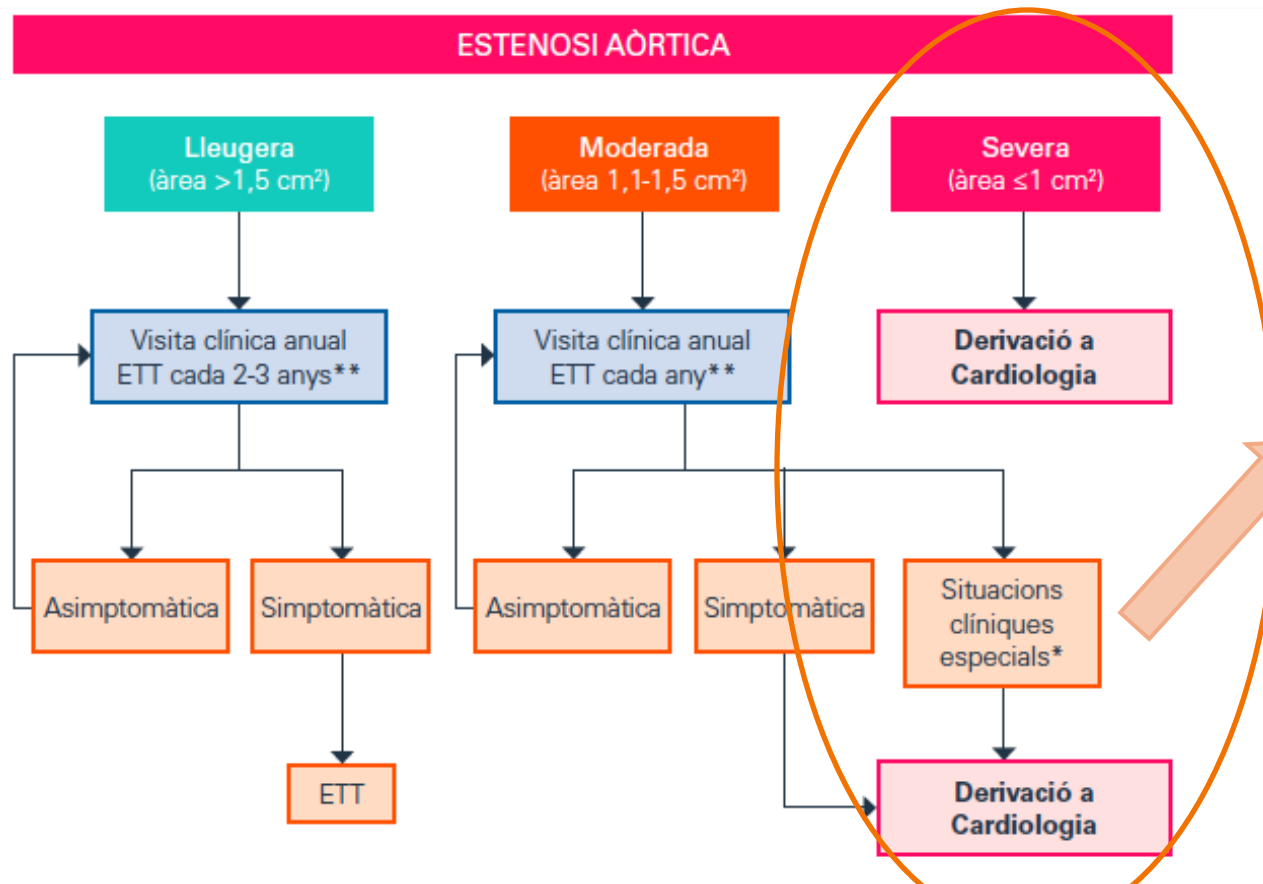 ESTENOSI AÒRTICA
Lleugera
(àrea >1,5 cm²)
Moderada
(àrea 1,1-1,5 cm²)
Severa
(àrea ≤1 cm²)
Visita clínica anual
ETT cada 2-3 anys**
Visita clínica anual
ETT cada any**
Derivació a
Cardiologia
Asimptomàtica
Simptomàtica
Asimptomàtica
Simptomàtica
Situacions
clíniques
especials*
ETT
Derivació a
Cardiologia